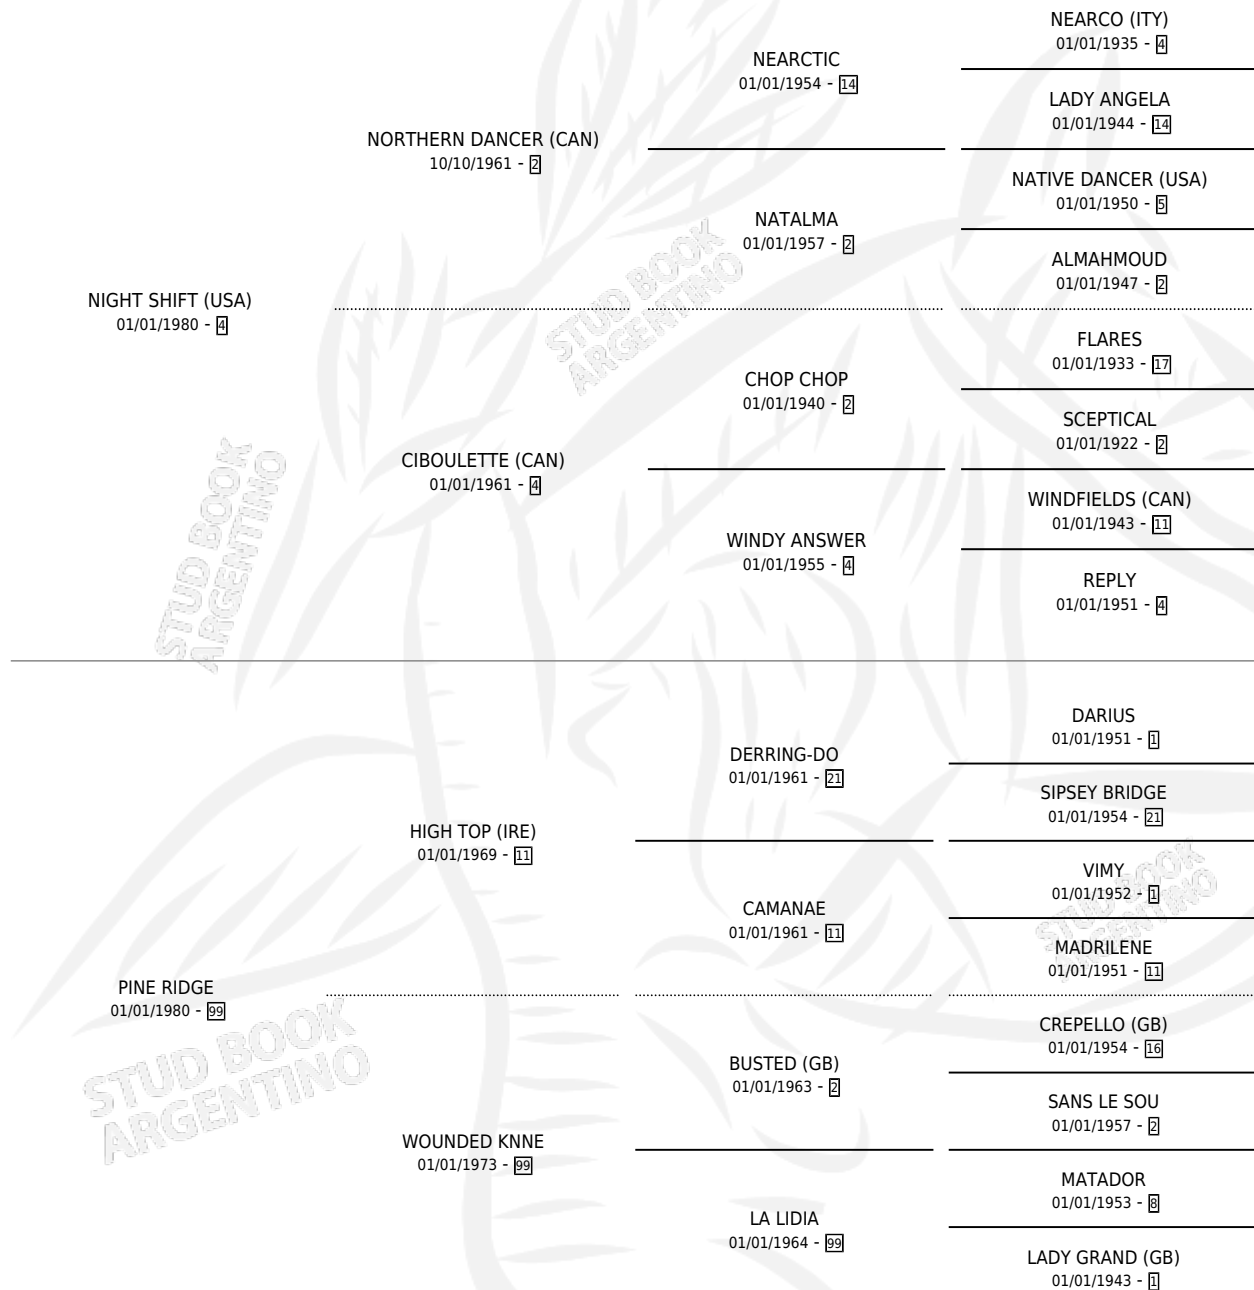 NEARCO (ITY)
01/01/1935 - 4
NEARCTIC
01/01/1954 - 14
LADY ANGELA
01/01/1944 - 14
NORTHERN DANCER (CAN)
10/10/1961 - 2
NATIVE DANCER (USA)
01/01/1950 - 5
NATALMA
01/01/1957 - 2
ALMAHMOUD
01/01/1947 - 2
NIGHT SHIFT (USA)
01/01/1980 - 4
STUD BOOK
ARGENTINO
FLARES
01/01/1933 - 17
CHOP CHOP
01/01/1940 - 2
SCEPTICAL
01/01/1922 - 2
CIBOULETTE (CAN)
01/01/1961 - 4
WINDFIELDS (CAN)
01/01/1943 - 11
WINDY ANSWER
01/01/1955 - 4
REPLY
01/01/1951 - 4
STUD BOOK
ARGENTINO
DARIUS
01/01/1951 - 1
DERRING-DO
01/01/1961 - 21
SIPSEY BRIDGE
01/01/1954 - 21
HIGH TOP (IRE)
01/01/1969 - 11
VIMY
01/01/1952 - 1
CAMANAE
01/01/1961 - 11
MADRILENE
01/01/1951 - 11
STUD BOOK
ARGENTINO
PINE RIDGE
01/01/1980 - 99
CREPELLO (GB)
01/01/1954 - 16
BUSTED (GB)
01/01/1963 - 2
SANS LE SOU
01/01/1957 - 2
STUD BOOK
ARGENTINO
WOUNDED KNNE
01/01/1973 - 99
MATADOR
01/01/1953 - 8
LA LIDIA
01/01/1964 - 99
LADY GRAND (GB)
01/01/1943 - 1